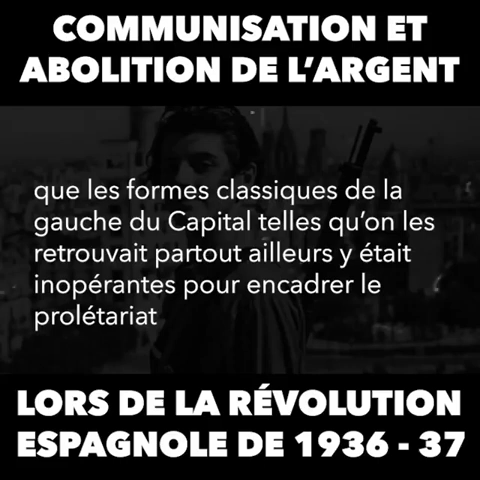 COMMUNISATION ET
ABOLITION DE L'ARGENT
que les formes classiques de la
gauche du Capital telles qu'on les
retrouvait partout ailleurs y était
inopérantes pour encadrer le
prolétariat
LORS DE LA RÉVOLUTION
ESPAGNOLE DE 1936 - 37